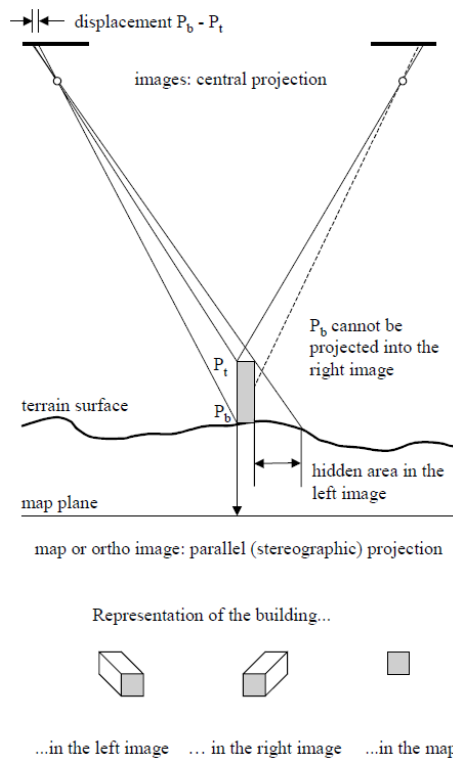 displacement P_b - P_t
images: central projection
P_b cannot be
projected into the
right image
P_t
P_b
terrain surface
hidden area in the
left image
map plane
map or ortho image: parallel (stereographic) projection
Representation of the building...
...in the left image
… in the right image
...in the map